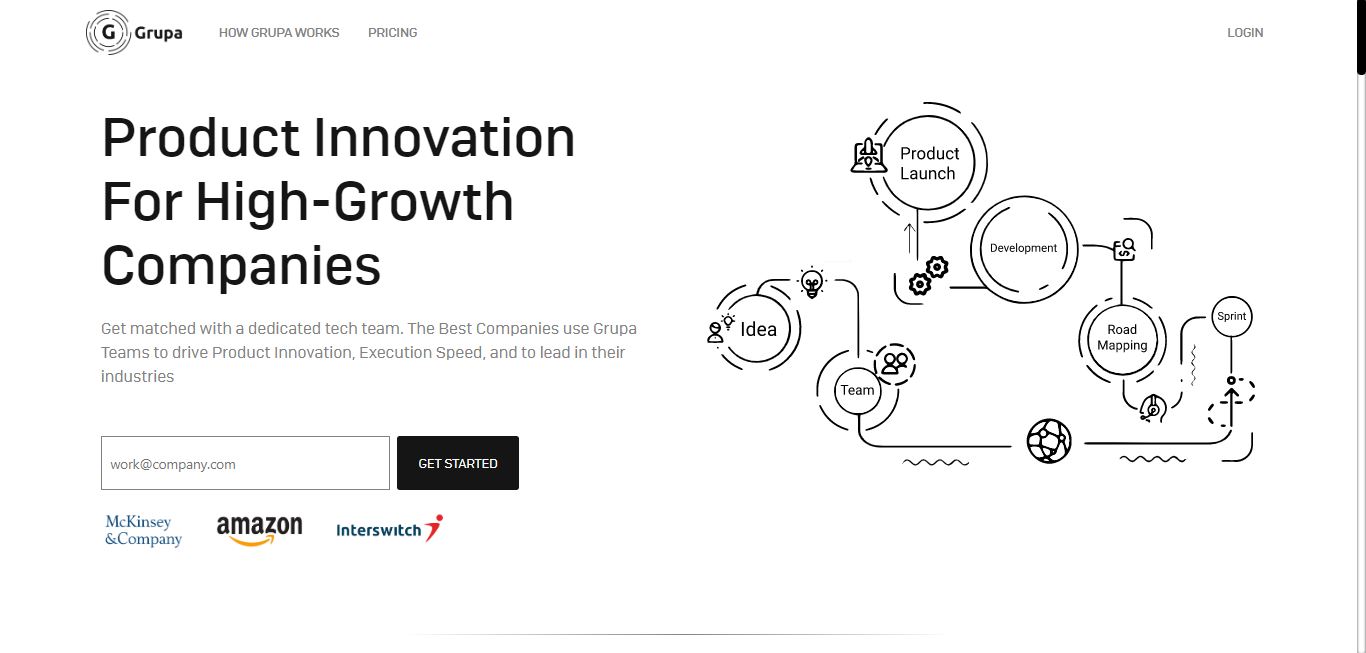 G Grupa
HOW GRUPA WORKS
PRICING
LOGIN
Product Innovation
For High-Growth
Companies
Get matched with a dedicated tech team. The Best Companies use Grupa
Teams to drive Product Innovation, Execution Speed, and to lead in their
industries
work@company.com
GET STARTED
McKinsey
&Company
amazon
Interswitch
Product
Launch
Development
Idea
Team
Road
Mapping
Sprint